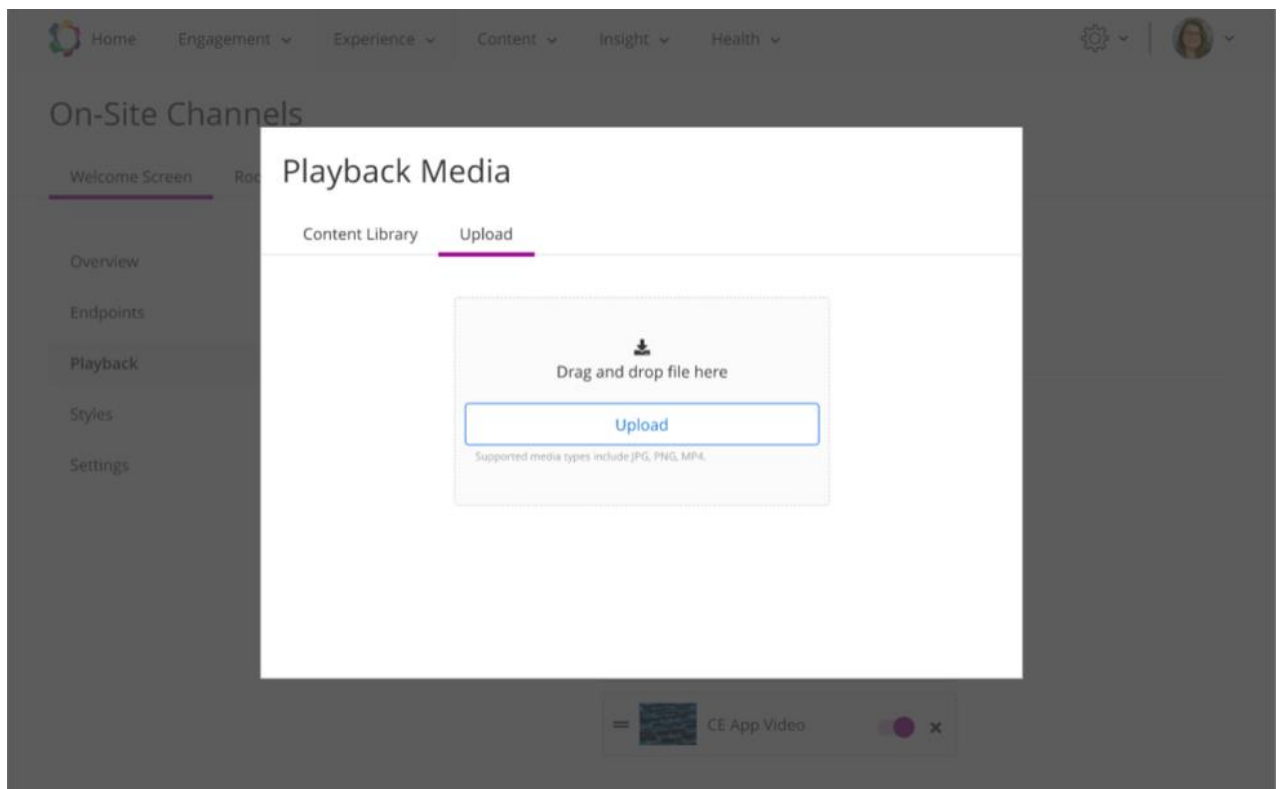 Home Engagement Experience Content Insight Health
On-Site Channels
Welcome Screen
Playback Media
Content Library Upload
Overview
Endpoints
Playback
Styles
Settings
Drag and drop file here
Upload
Supported media types include JPG, PNG, MP4.
CE App Video